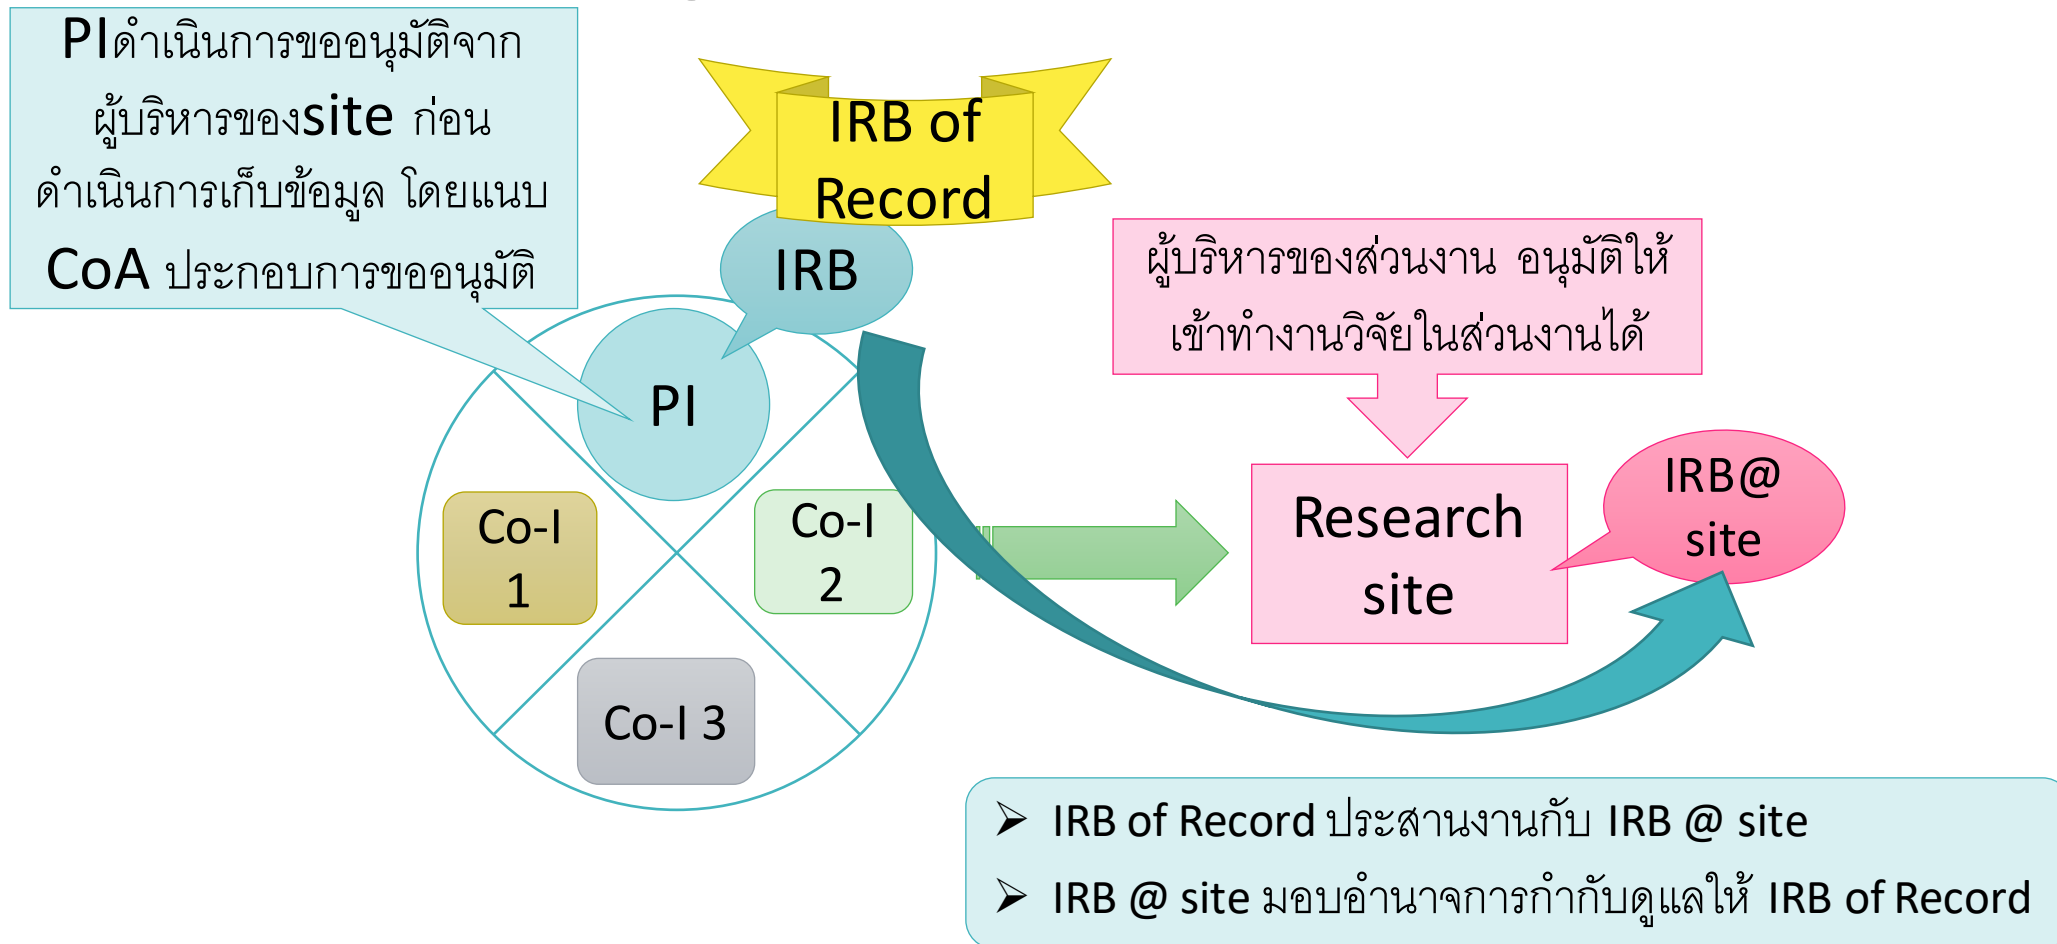 PIดำเนินการขออนุมัติจาก
ผู้บริหารของsite ก่อน
ดำเนินการเก็บข้อมูล โดยแนบ
CoA ประกอบการขออนุมัติ
IRB of
Record
IRB
PI
Co-I
1
Co-I
2
Co-I 3
ผู้บริหารของส่วนงาน อนุมัติให้
เข้าทำงานวิจัยในส่วนงานได้
Research
site
IRB@
site
➢ IRB of Record ประสานงานกับ IRB @ site
➢ IRB @ site มอบอำนาจการกำกับดูแลให้ IRB of Record